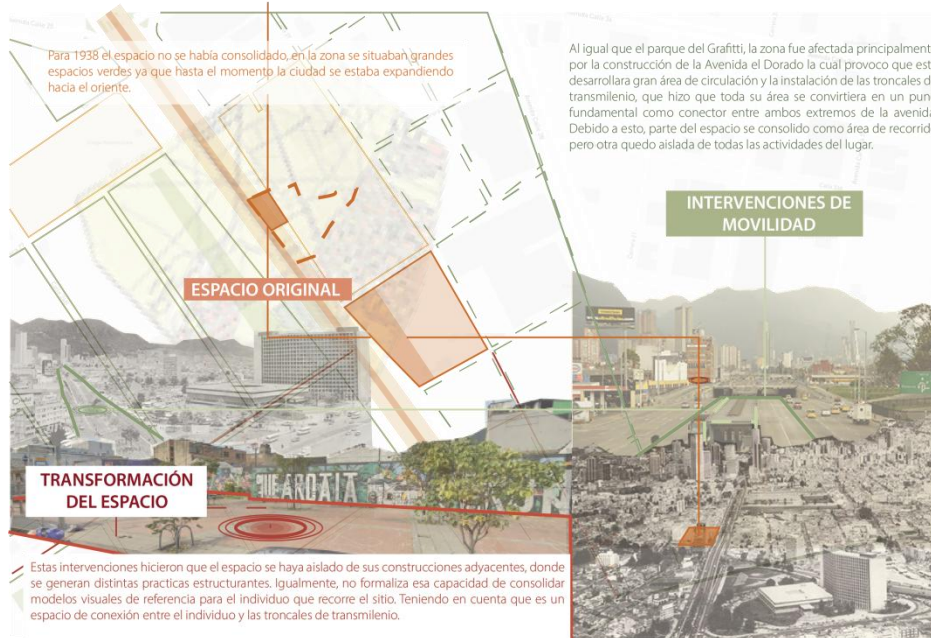 Para 1938 el espacio no se había consolidado, en la zona se situaban grandes
espacios verdes ya que hasta el momento la ciudad se estaba expandiendo
hacia el oriente.
Al igual que el parque del Grafitti, la zona fue afectada principalment
por la construcción de la Avenida el Dorado la cual provoco que est
desarrollara gran área de circulación y la instalación de las troncales d
transmilenio, que hizo que toda su área se convirtiera en un pun
fundamental como conector entre ambos extremos de la avenida
Debido a esto, parte del espacio se consolido como área de recorrid
pero otra quedo aislada de todas las actividades del lugar.
INTERVENCIONES DE
MOVILIDAD
ESPACIO ORIGINAL
TRANSFORMACIÓN
DEL ESPACIO
Estas intervenciones hicieron que el espacio se haya aislado de sus construcciones adyacentes, donde
se generan distintas practicas estructurantes. Igualmente, no formaliza esa capacidad de consolidar
modelos visuales de referencia para el individuo que recorre el sitio. Teniendo en cuenta que es un
espacio de conexión entre el individuo y las troncales de transmilenio.